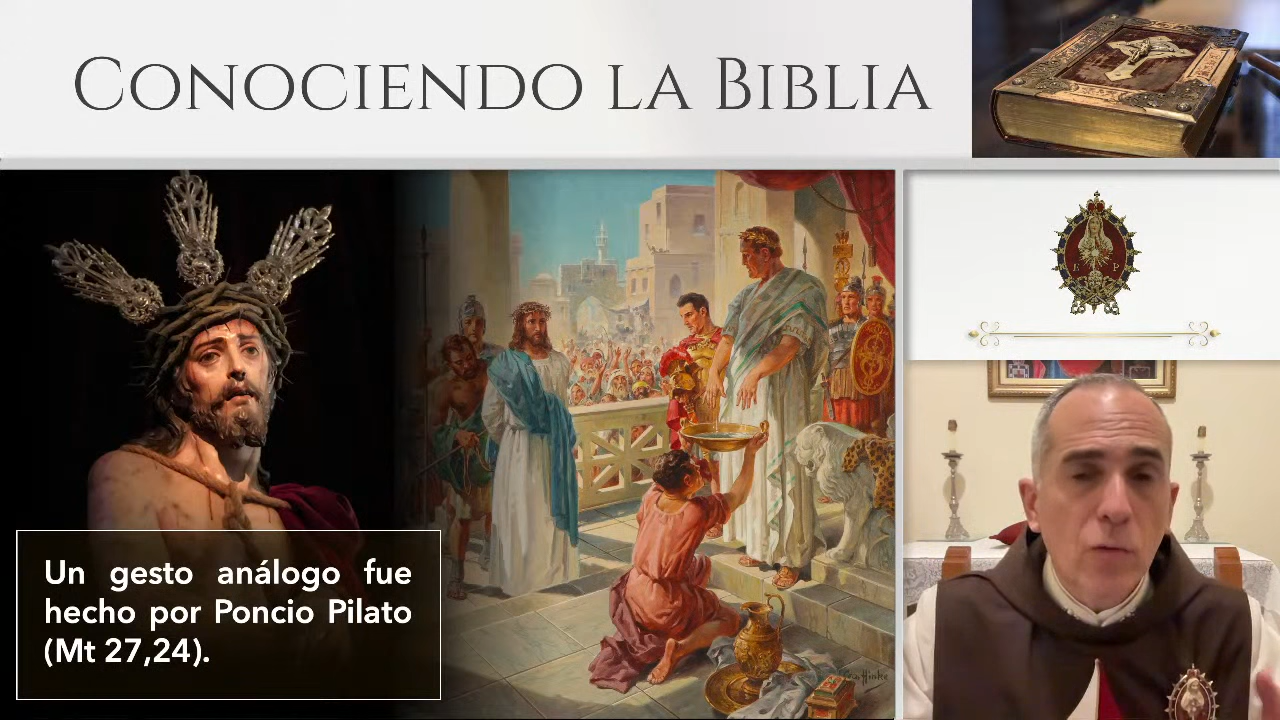 CONOCIENDO LA BIBLIA
Un gesto análogo fue
hecho por Poncio Pilato
(Mt 27,24).